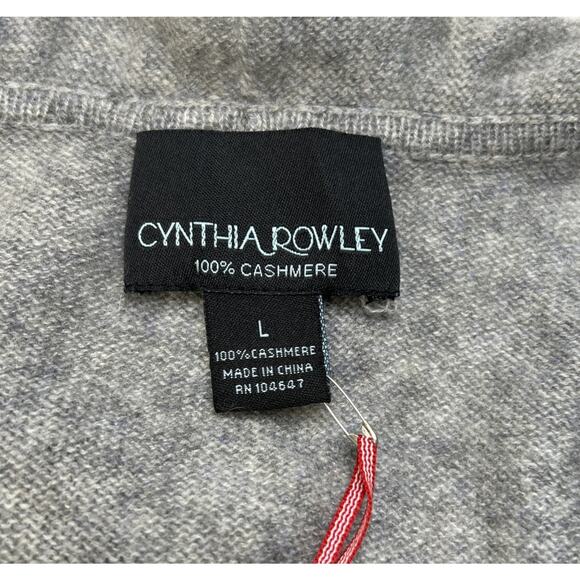 CYNTHIA ROWLEY
100% CASHMERE
L
100% CASHMERE
MADE IN CHINA
RN 104647